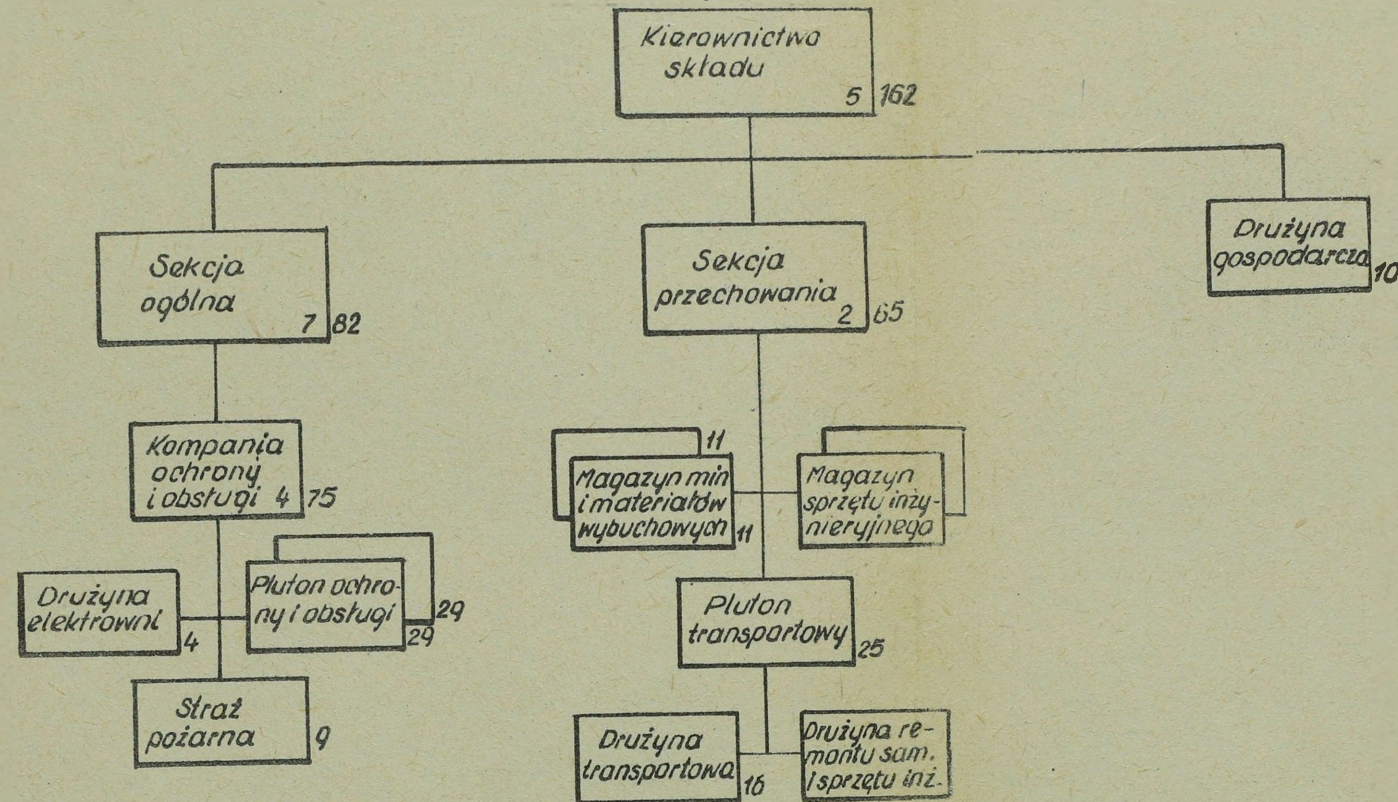 Kierownictwo
składu
5 162
Sekcja
ogólna
7 82
Sekcja
przechowania
2 65
Drużyna
gospodarcza
10
Kompania
ochrony
i obsługi 4 75
11
Magazyn min
i materiałów
wybuchowych
11
Magazyn
sprzętu inży-
nieryjnego
Drużyna
elektrowni
4
Pluton ochro-
ny i obsługi
29
29
Pluton
transportowy
25
Straż
pożarna
9
Drużyna
transportowa
16
Drużyna re-
montu sam.
i sprzętu inż.